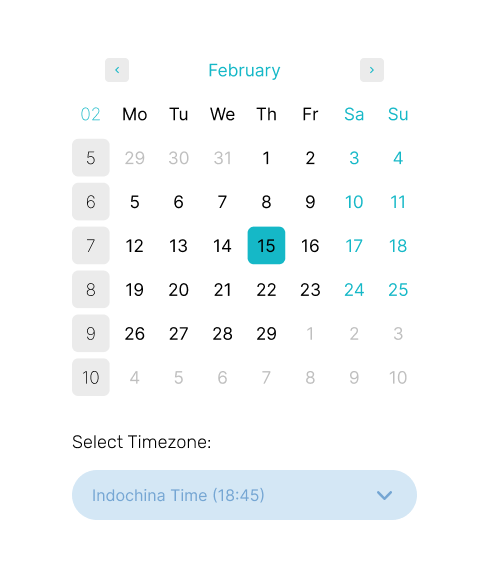 ‹ February ›
02 Mo Tu We Th Fr Sa Su
5 29 30 31 1 2 3 4
6 5 6 7 8 9 10 11
7 12 13 14 15 16 17 18
8 19 20 21 22 23 24 25
9 26 27 28 29 1 2 3
10 4 5 6 7 8 9 10
Select Timezone:
Indochina Time (18:45)